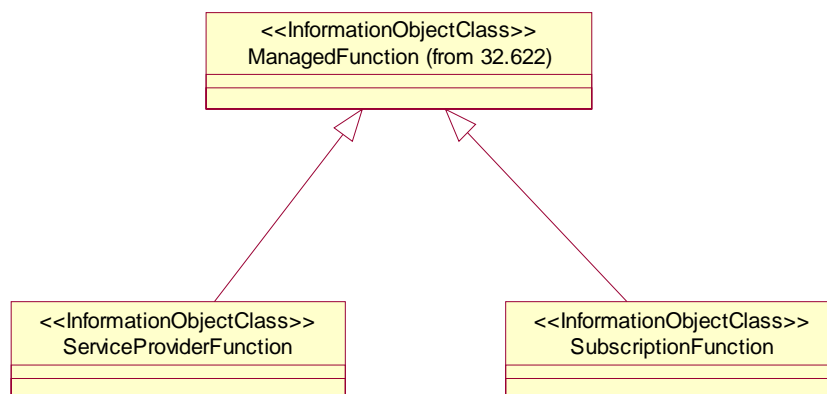 <<InformationObjectClass>>
ManagedFunction (from 32.622)
<<InformationObjectClass>>
ServiceProviderFunction
<<InformationObjectClass>>
SubscriptionFunction